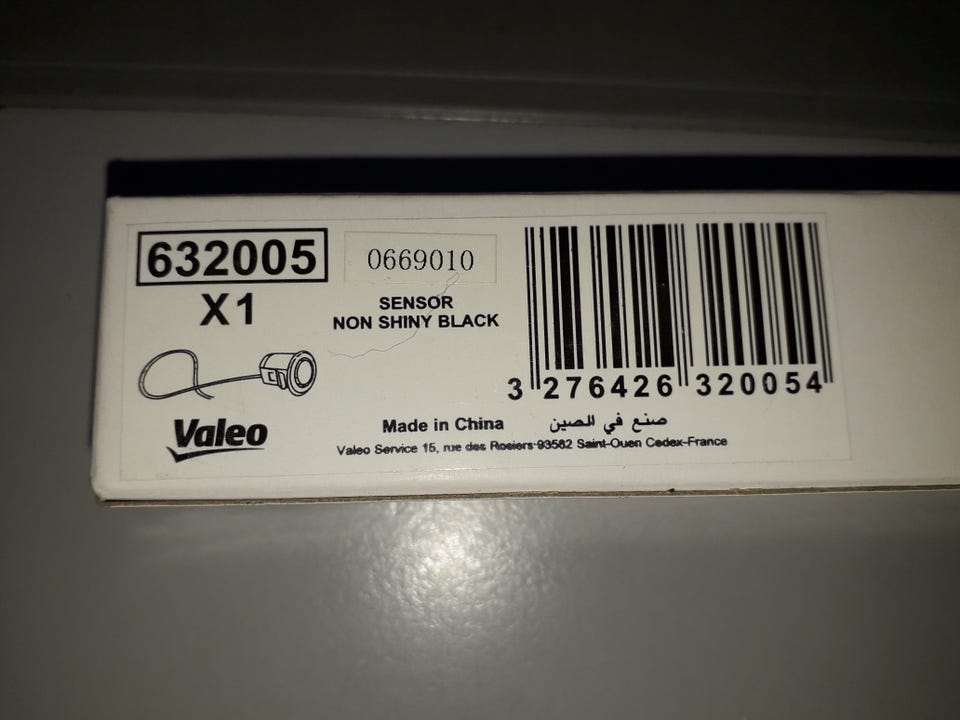 632005
X1
0669010
SENSOR
NON SHINY BLACK
3 276426 320054
Valeo
Made in China صنع في الصين
Valeo Service 15, rue des Rosiers-93582 Saint-Ouen Cedex-France